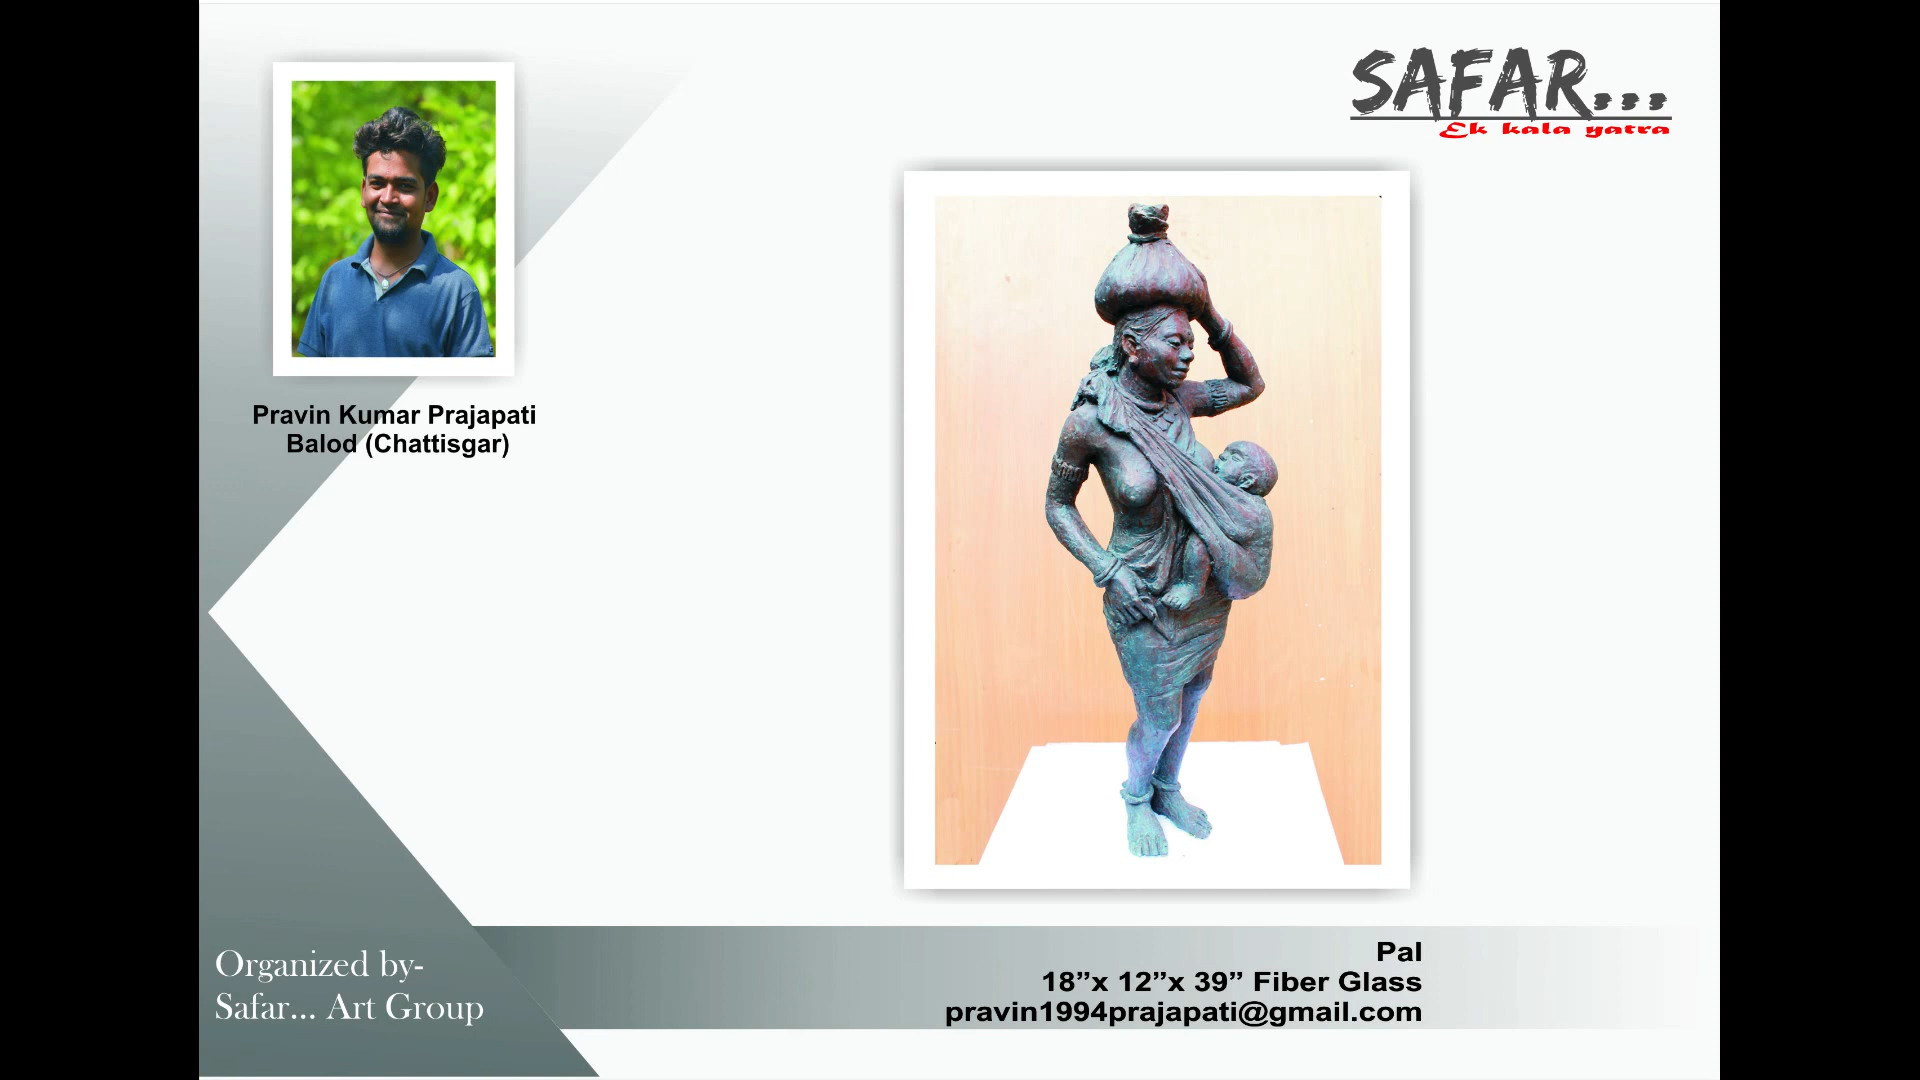 SAFAR...
Ek kala yatra
Pravin Kumar Prajapati
Balod (Chattisgar)
Organized by-
Safar... Art Group
Pal
18”x 12”x 39” Fiber Glass
pravin1994prajapati@gmail.com